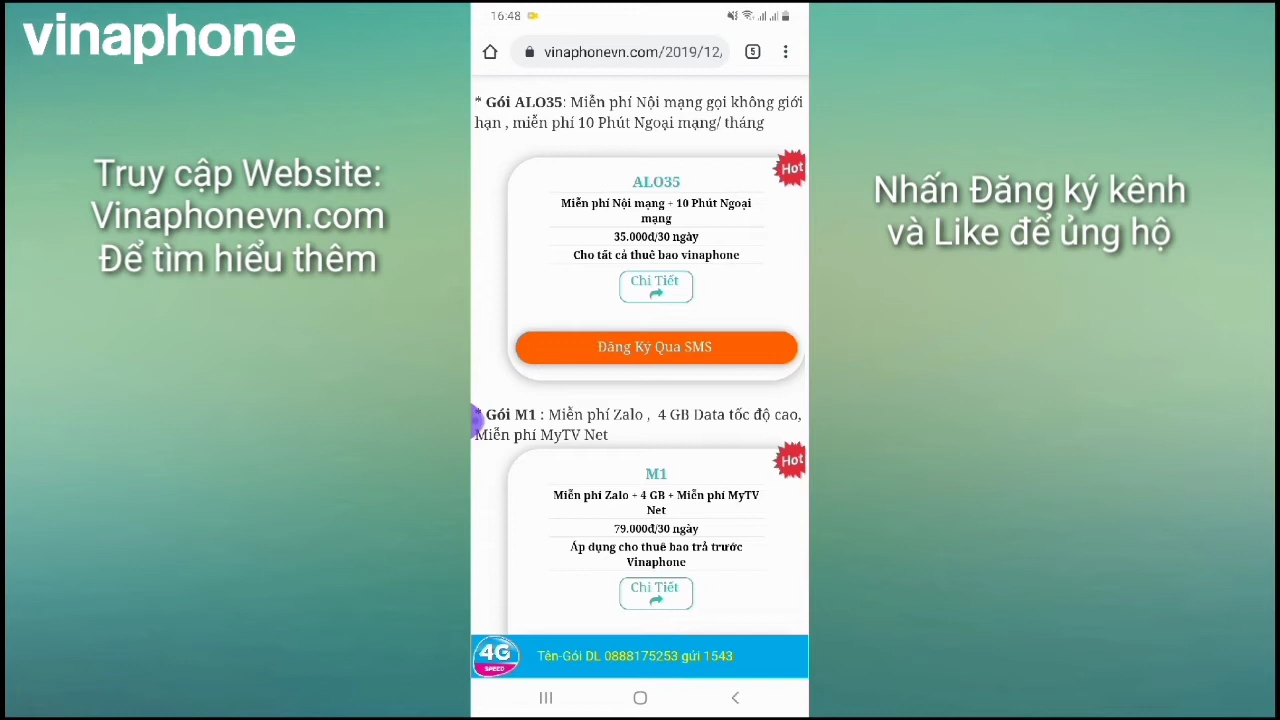 vinaphone
Truy cập Website:
Vinaphonevn.com
Để tìm hiểu thêm
16:48
vinaphonevn.com/2019/12/
5
* Gói ALO35: Miễn phí Nội mạng gọi không giới
hạn , miễn phí 10 Phút Ngoại mạng/ tháng
Hot
ALO35
Miễn phí Nội mạng + 10 Phút Ngoại
mạng
35.000đ/30 ngày
Cho tất cả thuê bao vinaphone
Chi Tiết
Đăng Ký Qua SMS
* Gói M1 : Miễn phí Zalo , 4 GB Data tốc độ cao,
Miễn phí MyTV Net
Hot
M1
Miễn phí Zalo + 4 GB + Miễn phí MyTV
Net
79.000đ/30 ngày
Áp dụng cho thuê bao trả trước
Vinaphone
Chi Tiết
4G
SPEED
Tên-Gói DL 0888175253 gửi 1543
Nhấn Đăng ký kênh
và Like để ủng hộ